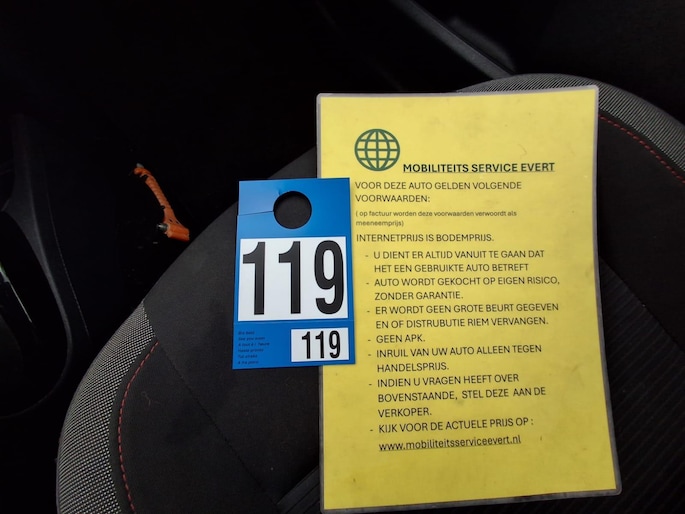 MOBILITEITS SERVICE EVERT
VOOR DEZE AUTO GELDEN VOLGENDE
VOORWAARDEN:
( op factuur worden deze voorwaarden verwoordt als
meeneemprijs)
INTERNETPRIJS IS BODEMPRIJS.
- U DIENT ER ALTIJD VANUIT TE GAAN DAT
HET EEN GEBRUIKTE AUTO BETREFT
- AUTO WORDT GEKOCHT OP EIGEN RISICO,
ZONDER GARANTIE.
- ER WORDT GEEN GROTE BEURT GEGEVEN
EN OF DISTRUBUTIE RIEM VERVANGEN.
- GEEN APK.
- INRUIL VAN UW AUTO ALLEEN TEGEN
HANDELSPRIJS.
- INDIEN U VRAGEN HEEFT OVER
BOVENSTAANDE, STEL DEZE AAN DE
VERKOPER.
- KIJK VOOR DE ACTUELE PRIJS OP :
www.mobiliteitsserviceevert.nl
119
119